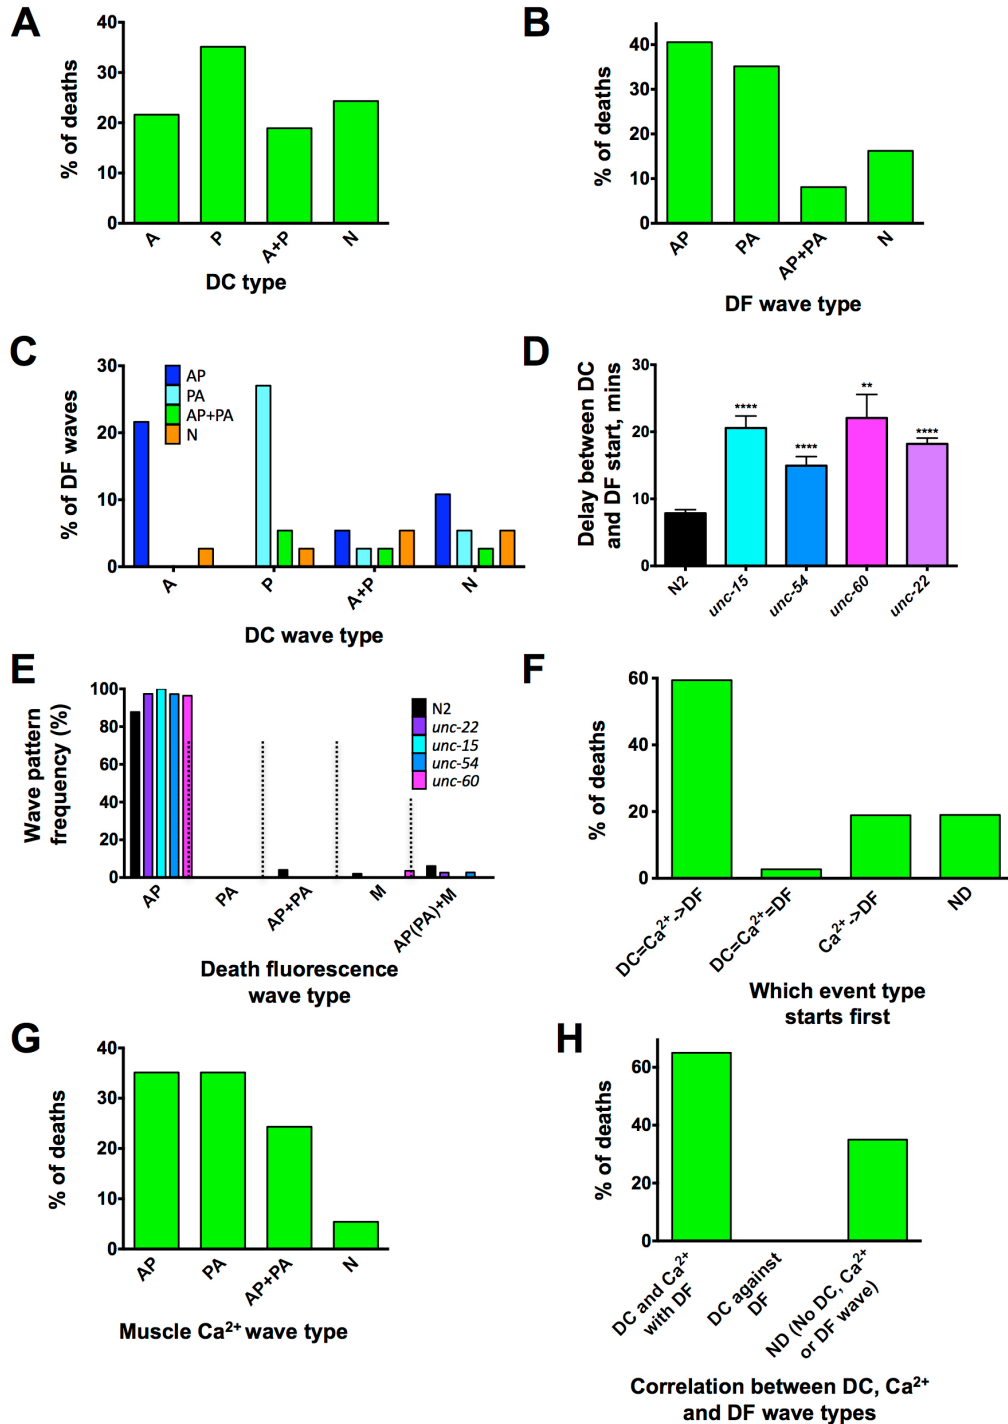 A
% of deaths
40
30
20
10
0
A
P
A+P
N
DC type
B
% of deaths
40
30
20
10
0
AP
PA
AP+PA
N
DF wave type
C
% of DF waves
30
20
10
0
AP
PA
AP+PA
N
A
P
A+P
N
DC wave type
D
Delay between DC
and DF start, mins
30
20
10
0
****
****
**
****
N2
unc-15
unc-54
unc-60
unc-22
E
Wave pattern
frequency (%)
100
80
60
40
20
0
N2
unc-22
unc-15
unc-54
unc-60
AP
PA
AP+PA
M
AP(PA)+M
Death fluorescence
wave type
F
% of deaths
60
40
20
0
DC=Ca²⁺->DF
DC=Ca²⁺=DF
Ca²⁺->DF
ND
Which event type
starts first
G
% of deaths
40
30
20
10
0
AP
PA
AP+PA
N
Muscle Ca²⁺ wave type
H
% of deaths
60
40
20
0
DC and Ca²⁺
with DF
DC against
DF
ND (No DC, Ca²⁺
or DF wave)
Correlation between DC, Ca²⁺
and DF wave types